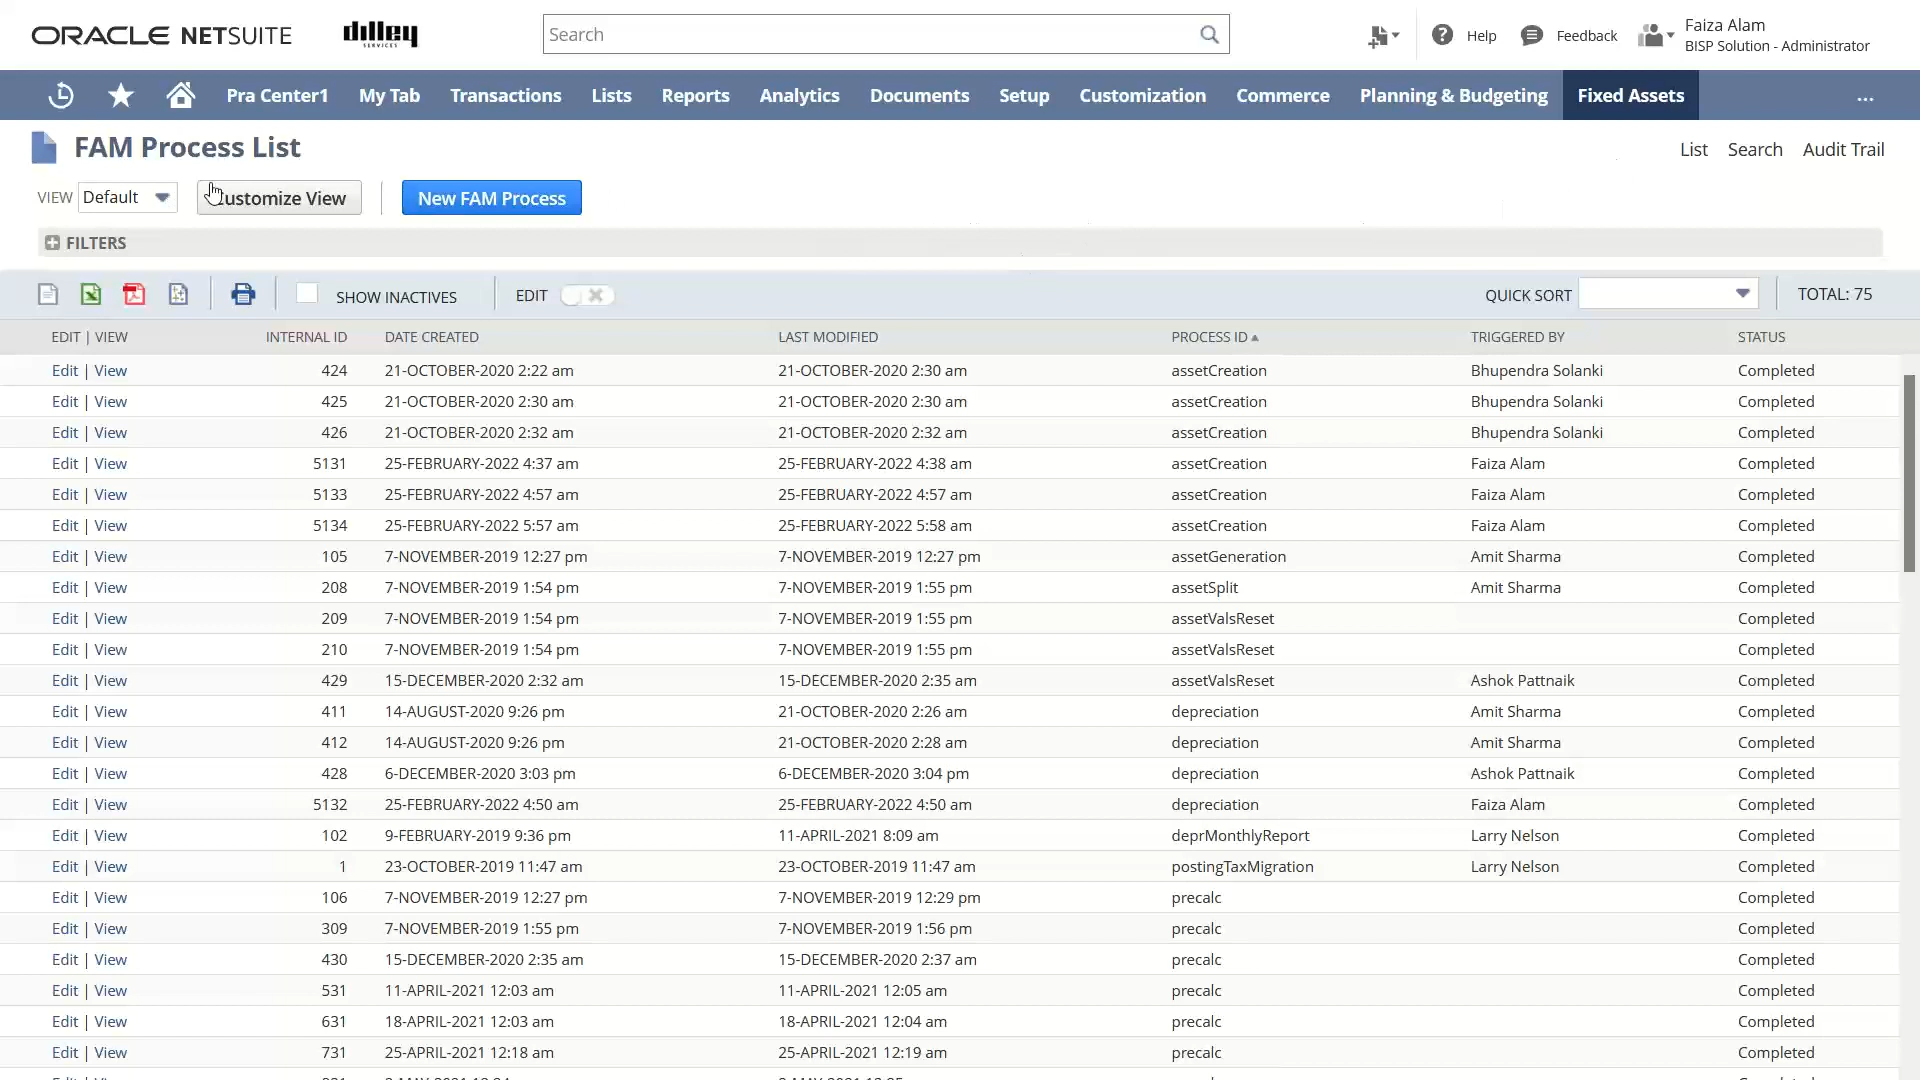 ORACLE NETSUITE
dilley
SERVICES
Search
Help
Feedback
Faiza Alam
BISP Solution - Administrator
Pra Center1 My Tab Transactions Lists Reports Analytics Documents Setup Customization Commerce Planning & Budgeting Fixed Assets ...
FAM Process List
List Search Audit Trail
VIEW Default Customize View New FAM Process
FILTERS
SHOW INACTIVES EDIT QUICK SORT TOTAL: 75
EDIT | VIEW INTERNAL ID DATE CREATED LAST MODIFIED PROCESS ID TRIGGERED BY STATUS
Edit | View 424 21-OCTOBER-2020 2:22 am 21-OCTOBER-2020 2:30 am assetCreation Bhupendra Solanki Completed
Edit | View 425 21-OCTOBER-2020 2:30 am 21-OCTOBER-2020 2:30 am assetCreation Bhupendra Solanki Completed
Edit | View 426 21-OCTOBER-2020 2:32 am 21-OCTOBER-2020 2:32 am assetCreation Bhupendra Solanki Completed
Edit | View 5131 25-FEBRUARY-2022 4:37 am 25-FEBRUARY-2022 4:38 am assetCreation Faiza Alam Completed
Edit | View 5133 25-FEBRUARY-2022 4:57 am 25-FEBRUARY-2022 4:57 am assetCreation Faiza Alam Completed
Edit | View 5134 25-FEBRUARY-2022 5:57 am 25-FEBRUARY-2022 5:58 am assetCreation Faiza Alam Completed
Edit | View 105 7-NOVEMBER-2019 12:27 pm 7-NOVEMBER-2019 12:27 pm assetGeneration Amit Sharma Completed
Edit | View 208 7-NOVEMBER-2019 1:54 pm 7-NOVEMBER-2019 1:55 pm assetSplit Amit Sharma Completed
Edit | View 209 7-NOVEMBER-2019 1:54 pm 7-NOVEMBER-2019 1:55 pm assetValsReset Completed
Edit | View 210 7-NOVEMBER-2019 1:54 pm 7-NOVEMBER-2019 1:55 pm assetValsReset Completed
Edit | View 429 15-DECEMBER-2020 2:32 am 15-DECEMBER-2020 2:35 am assetValsReset Ashok Pattnaik Completed
Edit | View 411 14-AUGUST-2020 9:26 pm 21-OCTOBER-2020 2:26 am depreciation Amit Sharma Completed
Edit | View 412 14-AUGUST-2020 9:26 pm 21-OCTOBER-2020 2:28 am depreciation Amit Sharma Completed
Edit | View 428 6-DECEMBER-2020 3:03 pm 6-DECEMBER-2020 3:04 pm depreciation Ashok Pattnaik Completed
Edit | View 5132 25-FEBRUARY-2022 4:50 am 25-FEBRUARY-2022 4:50 am depreciation Faiza Alam Completed
Edit | View 102 9-FEBRUARY-2019 9:36 pm 11-APRIL-2021 8:09 am deprMonthlyReport Larry Nelson Completed
Edit | View 1 23-OCTOBER-2019 11:47 am 23-OCTOBER-2019 11:47 am postingTaxMigration Larry Nelson Completed
Edit | View 106 7-NOVEMBER-2019 12:27 pm 7-NOVEMBER-2019 12:29 pm precalc Completed
Edit | View 309 7-NOVEMBER-2019 1:55 pm 7-NOVEMBER-2019 1:56 pm precalc Completed
Edit | View 430 15-DECEMBER-2020 2:35 am 15-DECEMBER-2020 2:37 am precalc Completed
Edit | View 531 11-APRIL-2021 12:03 am 11-APRIL-2021 12:05 am precalc Completed
Edit | View 631 18-APRIL-2021 12:03 am 18-APRIL-2021 12:04 am precalc Completed
Edit | View 731 25-APRIL-2021 12:18 am 25-APRIL-2021 12:19 am precalc Completed